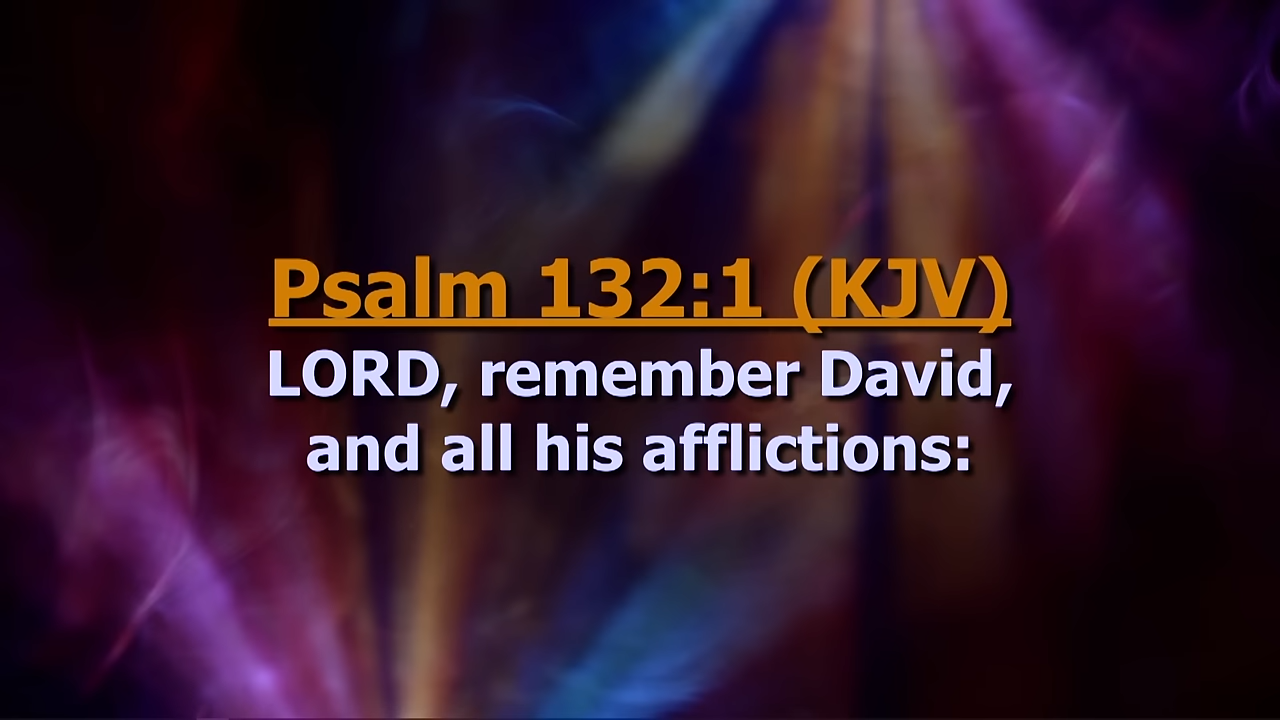 Psalm 132:1 (KJV)
LORD, remember David,
and all his afflictions: